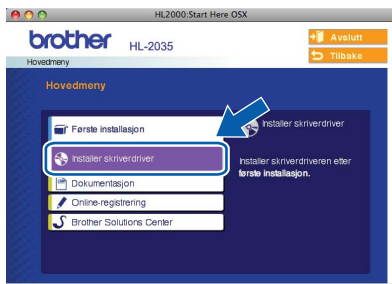 HL2000:Start Here OSX
brother HL-2035
Avslutt
Tilbake
Hovedmeny
Hovedmeny
Første installasjon
Installer skriverdriver
Dokumentasjon
Online-registrering
Brother Solutions Center
Installer skriverdriver
Installer skriverdriveren etter
første installasjon.